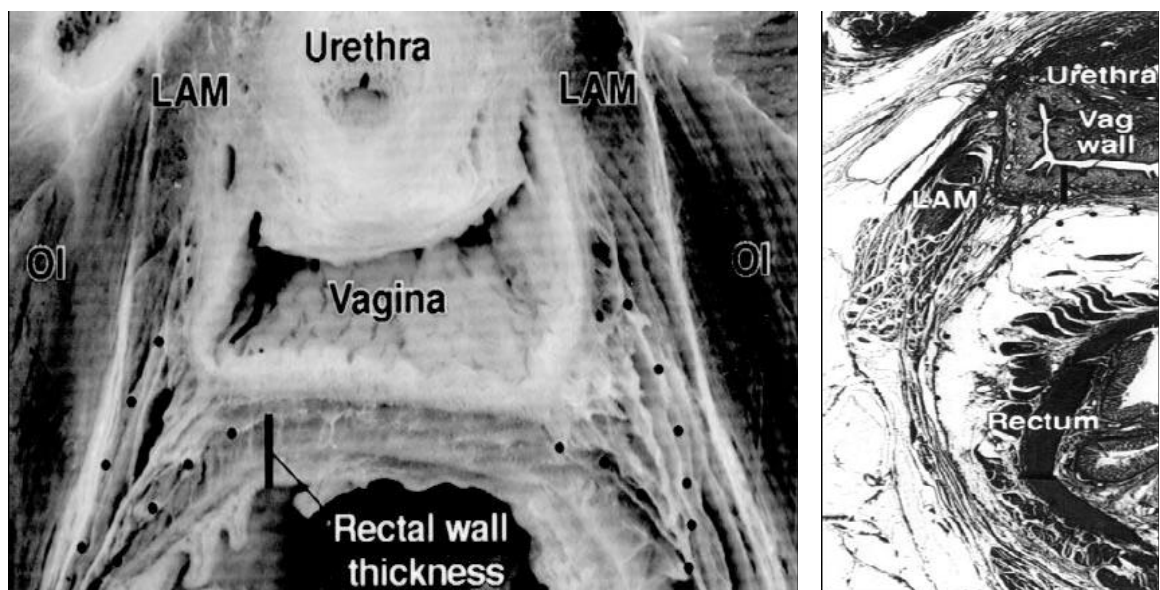 Urethra
LAM
LAM
OI
OI
Vagina
Rectal wall
thickness
Urethra
Vag
wall
LAM
Rectum